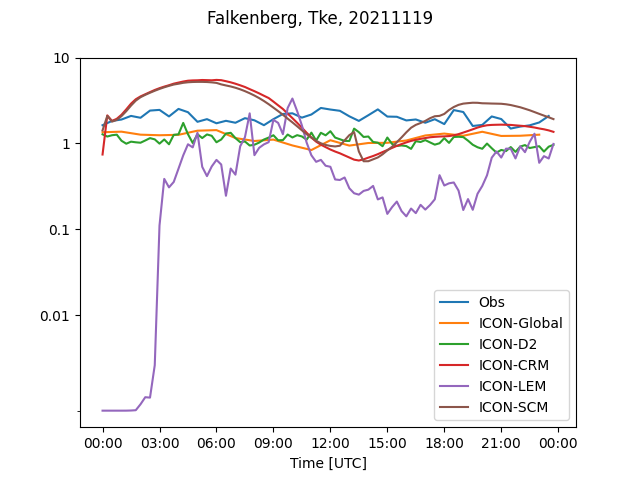 Falkenberg, Tke, 20211119
10
1
0.1
0.01
Obs
ICON-Global
ICON-D2
ICON-CRM
ICON-LEM
ICON-SCM
00:00 03:00 06:00 09:00 12:00 15:00 18:00 21:00 00:00
Time [UTC]